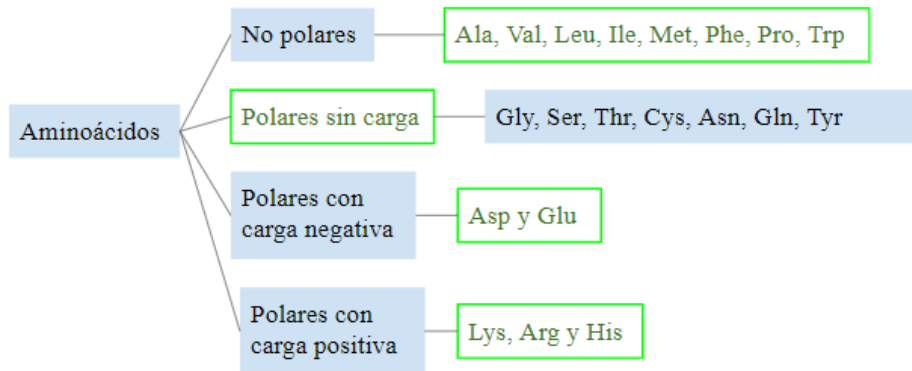 No polares
Ala, Val, Leu, Ile, Met, Phe, Pro, Trp
Aminoácidos
Polares sin carga
Gly, Ser, Thr, Cys, Asn, Gln, Tyr
Polares con
carga negativa
Asp y Glu
Polares con
carga positiva
Lys, Arg y His